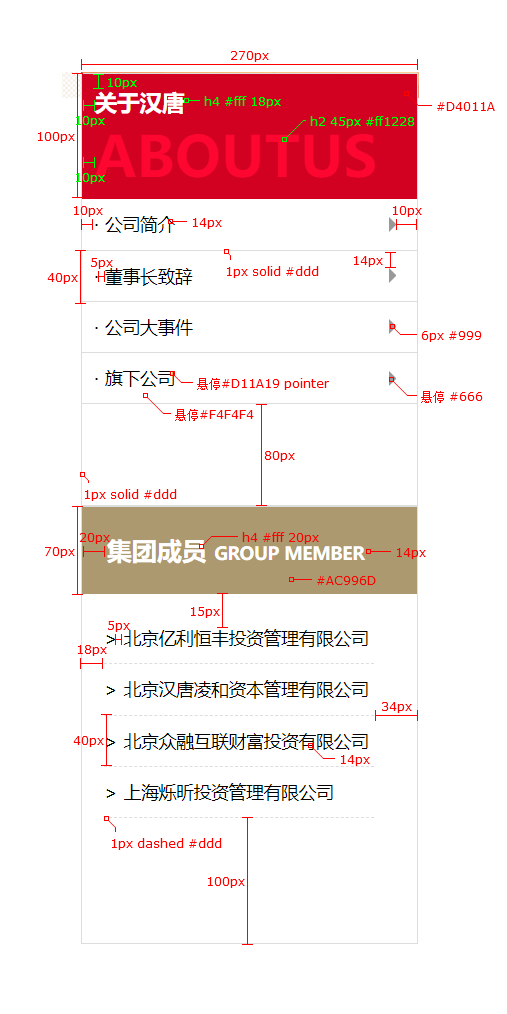 270px
10px
关于汉唐
h4 #fff 18px
#D4011A
10px
h2 45px #ff1228
100px
ABOUTUS
10px
10px
10px
· 公司简介
14px
5px
14px
40px
· 董事长致辞
1px solid #ddd
· 公司大事件
6px #999
· 旗下公司
悬停#D11A19 pointer
悬停 #666
悬停#F4F4F4
80px
1px solid #ddd
20px
h4 #fff 20px
70px
集团成员 GROUP MEMBER
14px
#AC996D
15px
5px
> 北京亿利恒丰投资管理有限公司
18px
> 北京汉唐凌和资本管理有限公司
34px
40px
> 北京众融互联财富投资有限公司
14px
> 上海烁昕投资管理有限公司
1px dashed #ddd
100px